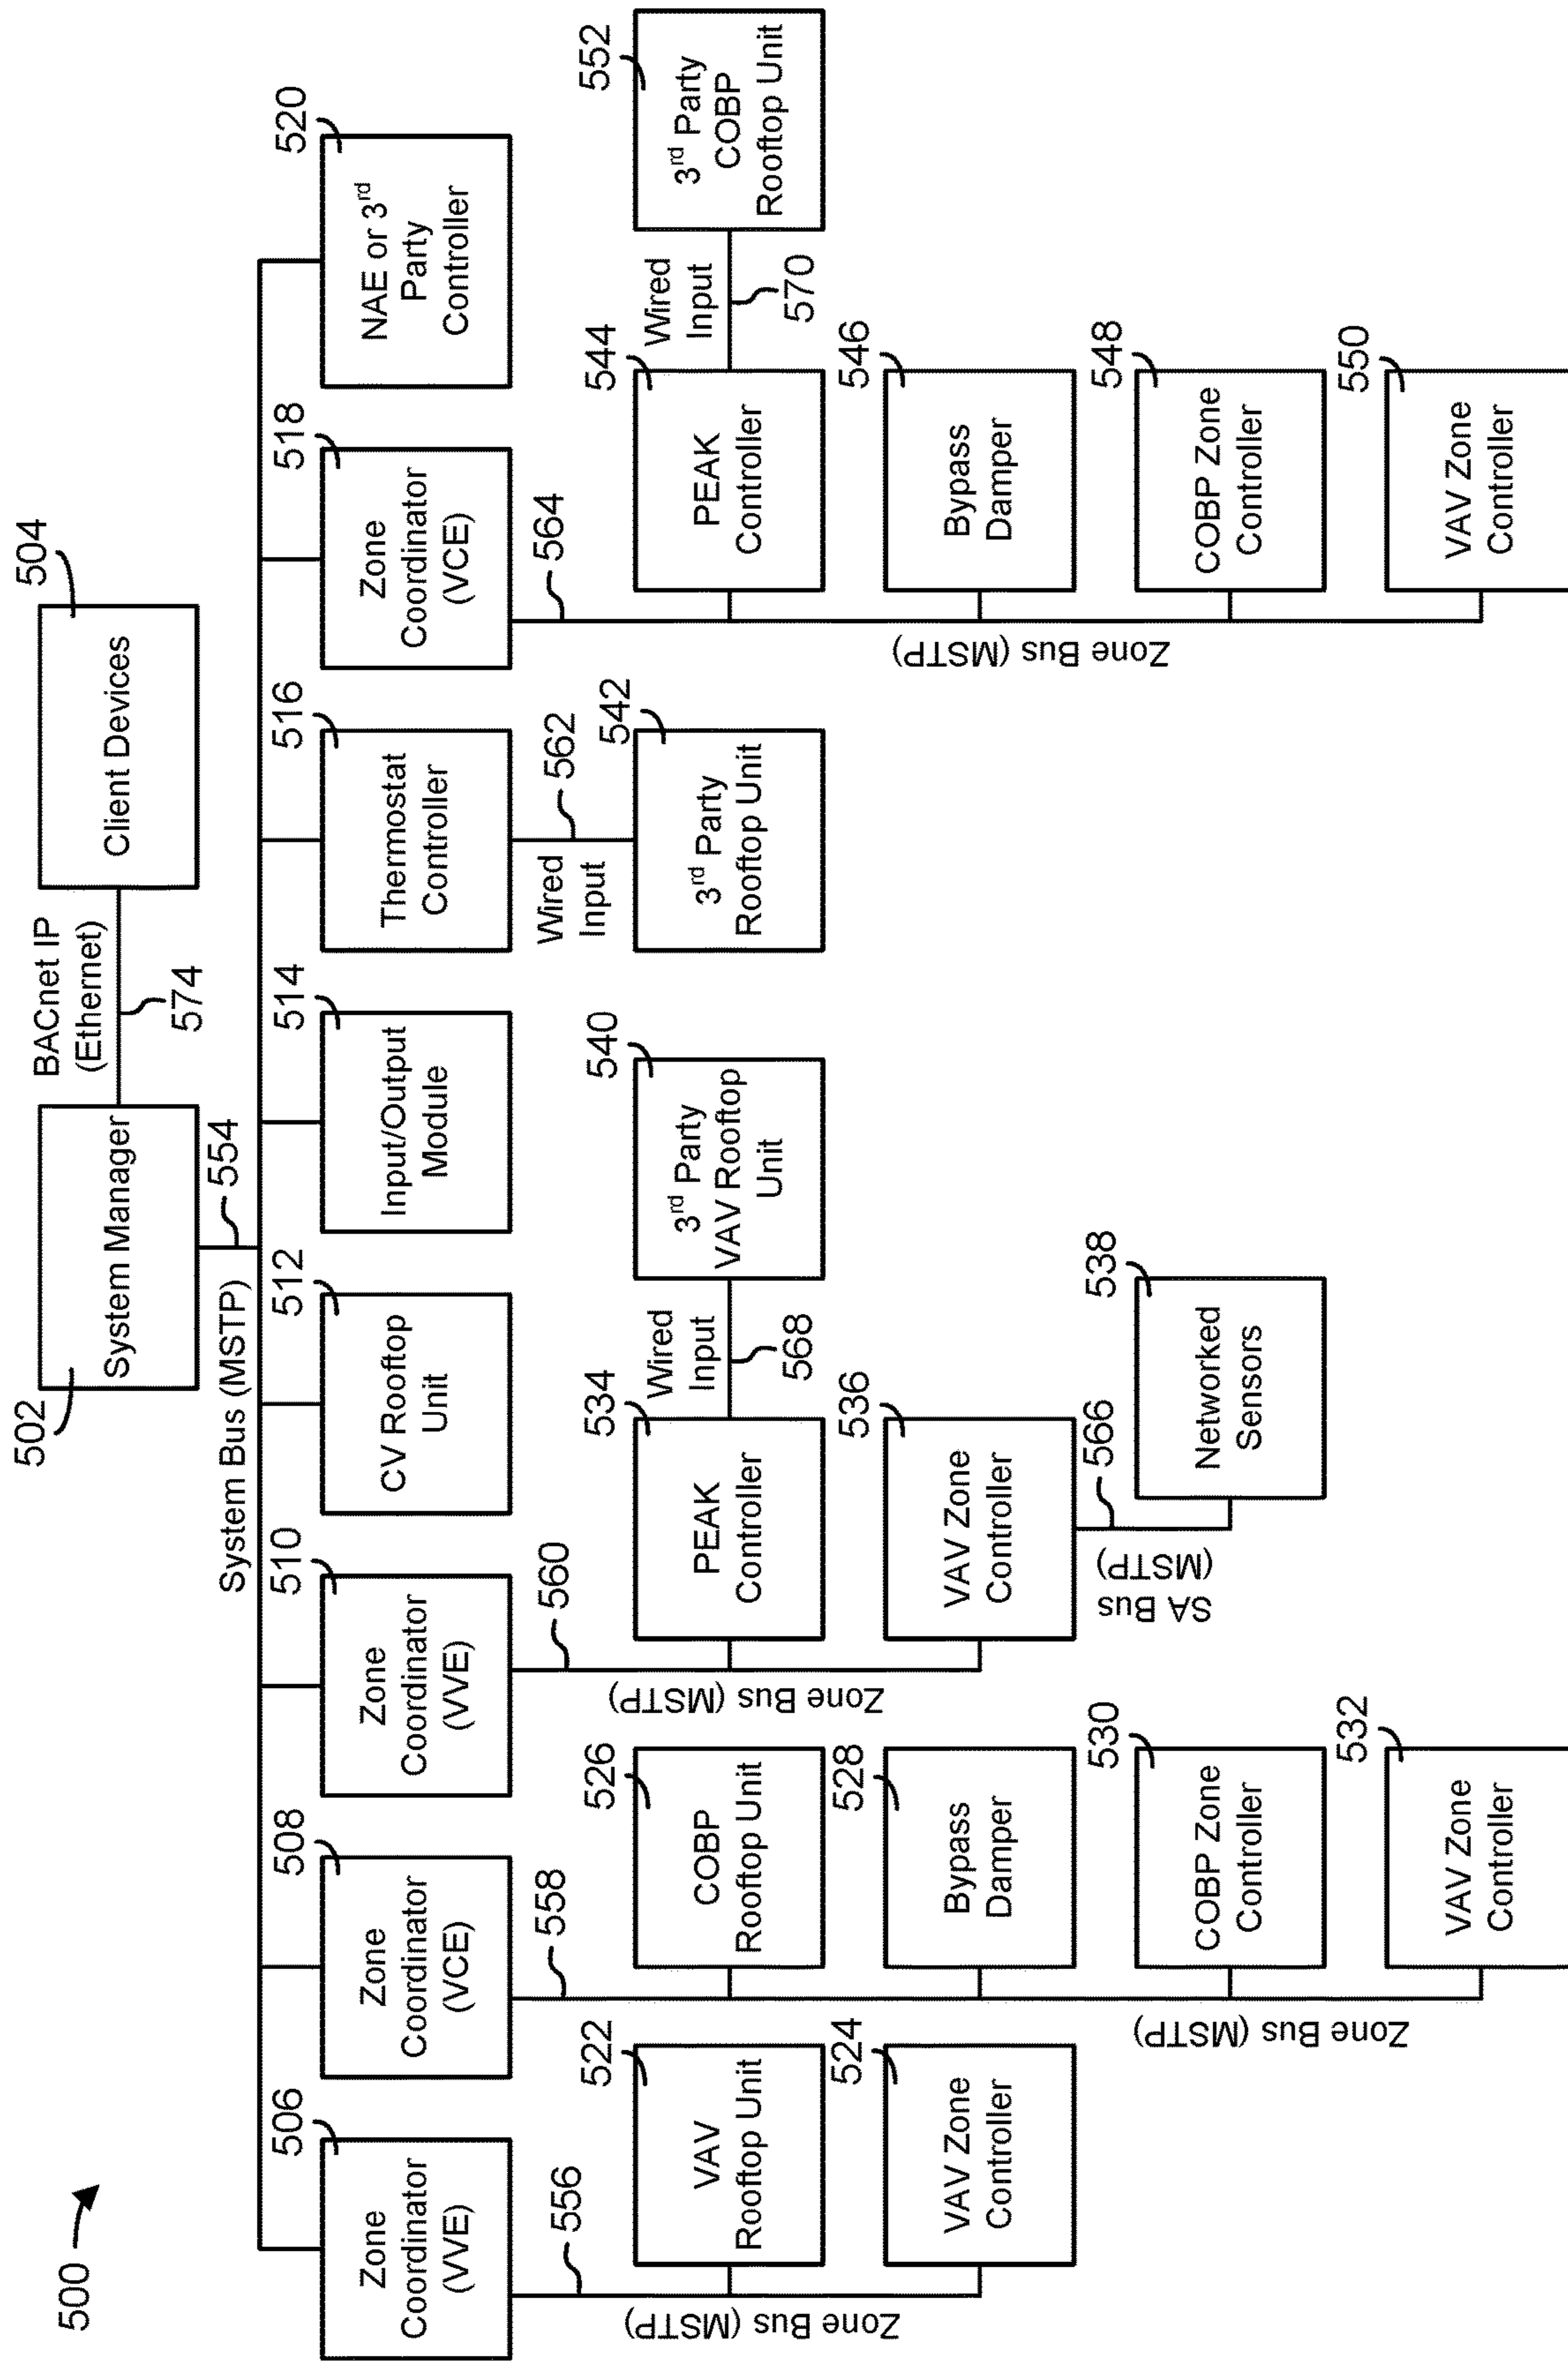 500
502
System Manager
BACnet IP
(Ethernet)
574
504
Client Devices
System Bus (MSTP)
554
506
Zone
Coordinator
(VVE)
508
Zone
Coordinator
(VCE)
510
Zone
Coordinator
(VVE)
512
CV Rooftop
Unit
514
Input/Output
Module
516
Thermostat
Controller
518
Zone
Coordinator
(VCE)
520
NAE or 3rd
Party
Controller
556
Zone Bus (MSTP)
522
VAV
Rooftop Unit
524
VAV Zone
Controller
558
Zone Bus (MSTP)
526
COBP
Rooftop Unit
528
Bypass
Damper
530
COBP Zone
Controller
532
VAV Zone
Controller
560
Zone Bus (MSTP)
534
PEAK
Controller
Wired
Input
568
540
3rd Party
VAV Rooftop
Unit
536
VAV Zone
Controller
566
SA Bus
(MSTP)
538
Networked
Sensors
562
Wired
Input
542
3rd Party
Rooftop Unit
564
Zone Bus (MSTP)
544
PEAK
Controller
Wired
Input
570
552
3rd Party
COBP
Rooftop Unit
546
Bypass
Damper
548
COBP Zone
Controller
550
VAV Zone
Controller